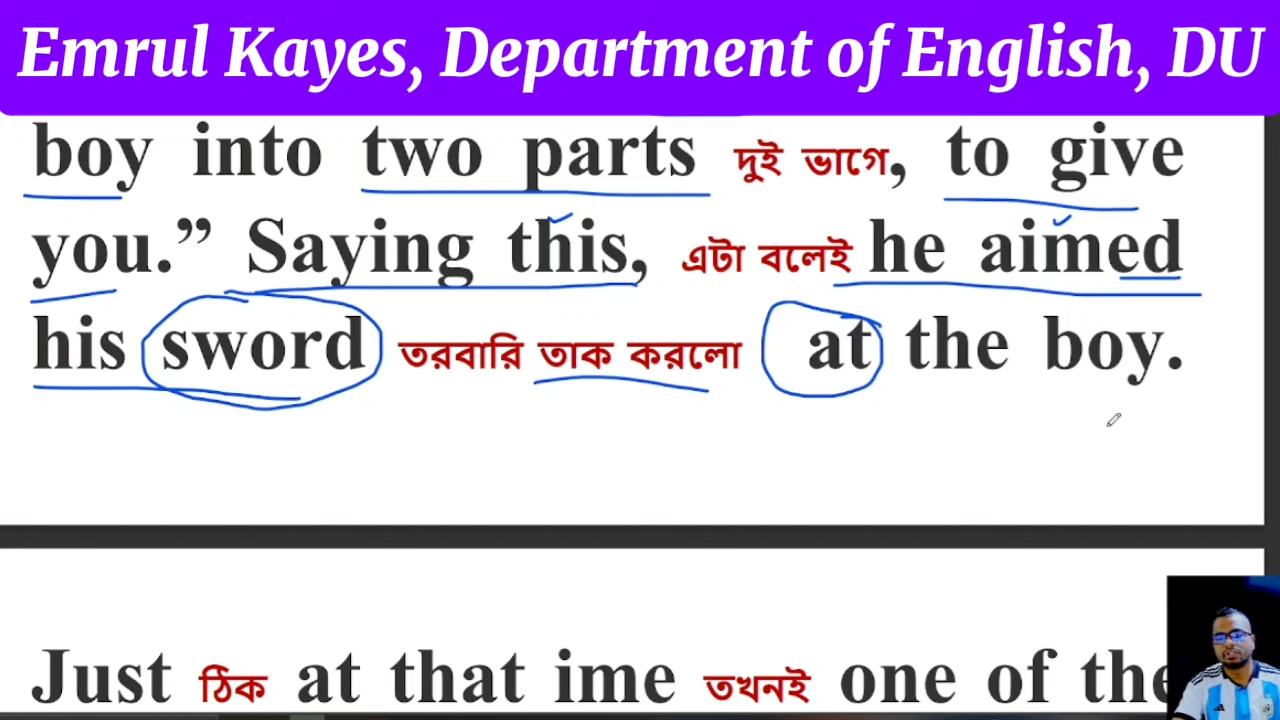 Emrul Kayes, Department of English, DU
boy into two parts দুই ভাগে, to give
you.” Saying this, এটা বলেই he aimed
his sword তরবারি তাক করলো at the boy.
Just ঠিক at that ime তখনই one of the